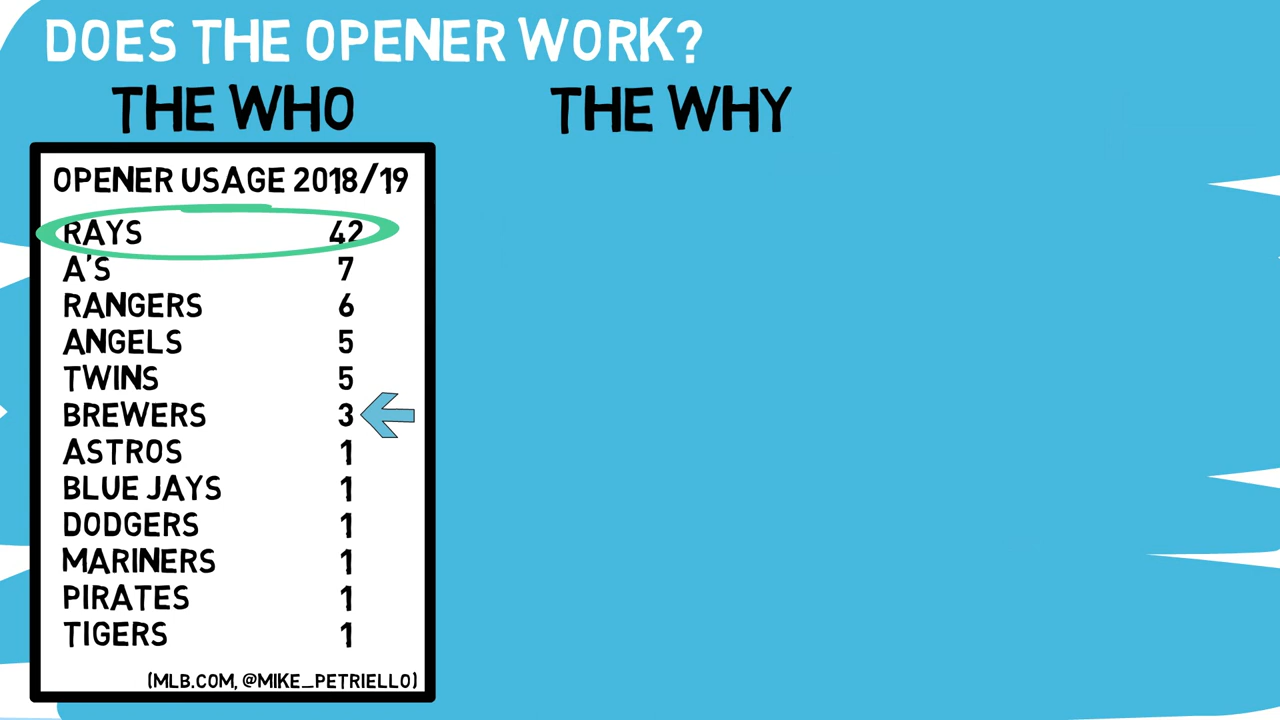 DOES THE OPENER WORK?
THE WHO
THE WHY
OPENER USAGE 2018/19
RAYS 42
A'S 7
RANGERS 6
ANGELS 5
TWINS 5
BREWERS 3
ASTROS 1
BLUE JAYS 1
DODGERS 1
MARINERS 1
PIRATES 1
TIGERS 1
(MLB.COM, @MIKE_PETRIELLO)